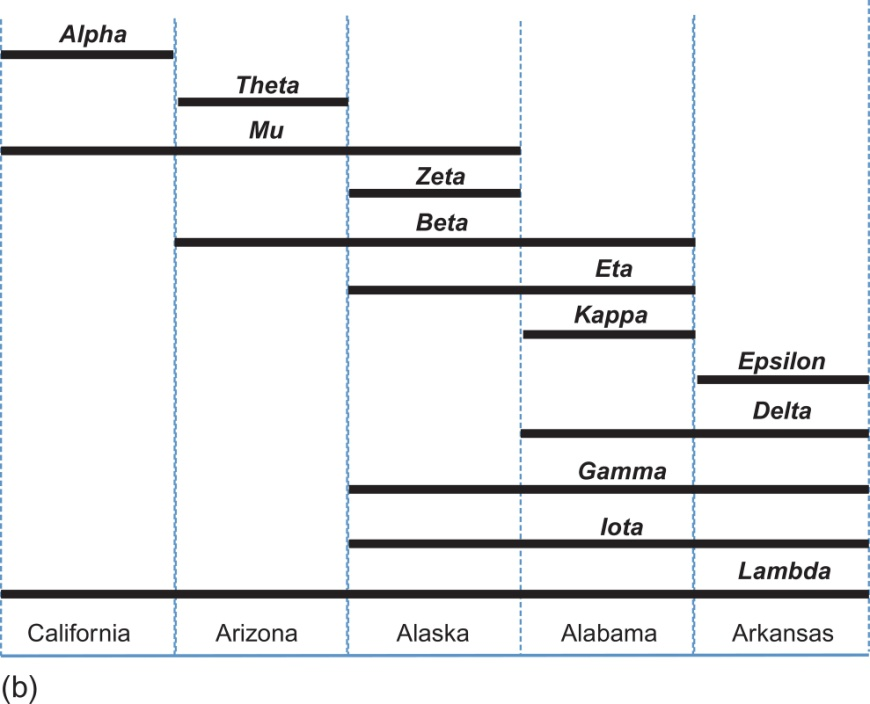 Alpha
Theta
Mu
Zeta
Beta
Eta
Kappa
Epsilon
Delta
Gamma
Iota
Lambda
California Arizona Alaska Alabama Arkansas
(b)